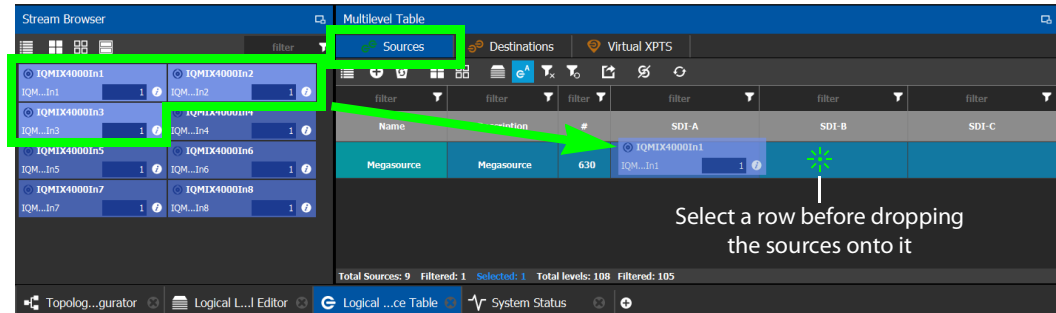 Stream Browser
filter
IQMIX4000In1 IQMIX4000In2
IQM...In1 1 IQM...In2 1
IQMIX4000In3 IQMIX4000In4
IQM...In3 1 IQM...In4 1
IQMIX4000In5 IQMIX4000In6
IQM...In5 1 IQM...In6 1
IQMIX4000In7 IQMIX4000In8
IQM...In7 1 IQM...In8 1
Multilevel Table
Sources Destinations Virtual XPTS
filter filter filter filter filter filter
Name Description # SDI-A SDI-B SDI-C
Megasource Megasource 630
IQMIX4000In1
IQM...In1 1
Select a row before dropping
the sources onto it
Total Sources: 9 Filtered: 1 Selected: 1 Total levels: 108 Filtered: 105
Topolog...gurator Logical L...l Editor Logical ...ce Table System Status